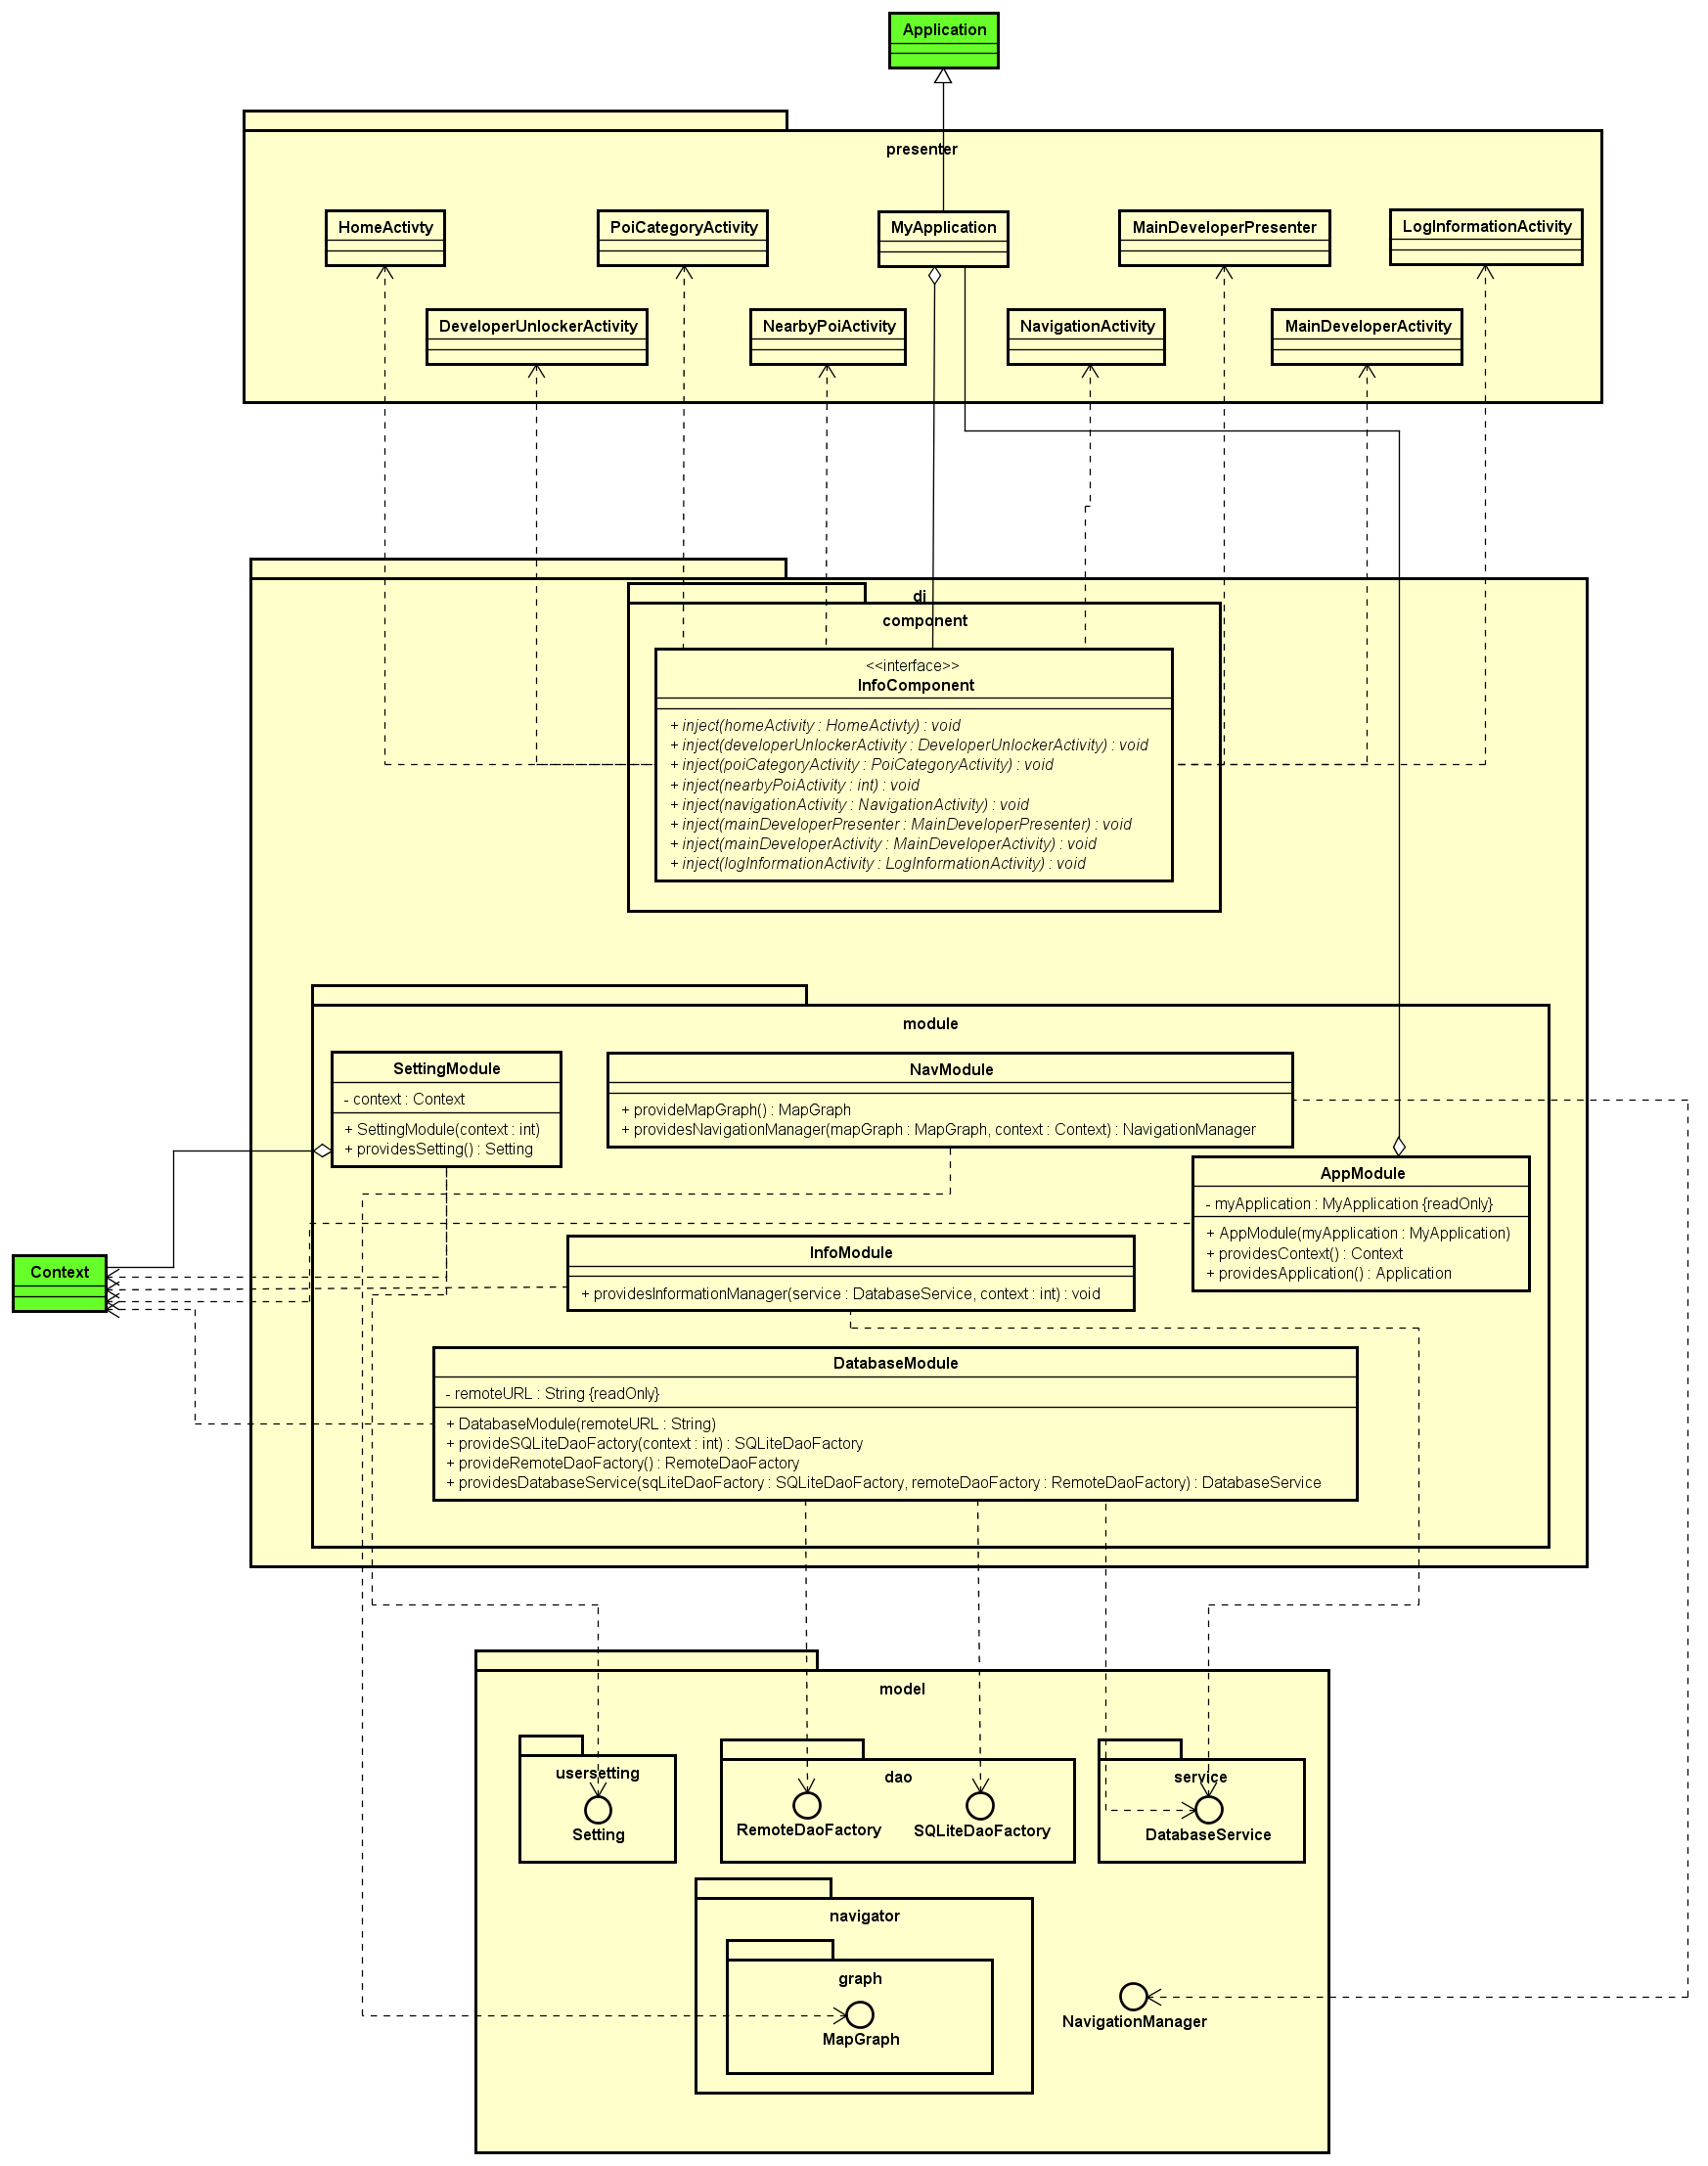 Application
presenter
HomeActivty
PoiCategoryActivity
MyApplication
MainDeveloperPresenter
LogInformationActivity
DeveloperUnlockerActivity
NearbyPoiActivity
NavigationActivity
MainDeveloperActivity
di
component
<<interface>>
InfoComponent
+ inject(homeActivity : HomeActivty) : void
+ inject(developerUnlockerActivity : DeveloperUnlockerActivity) : void
+ inject(poiCategoryActivity : PoiCategoryActivity) : void
+ inject(nearbyPoiActivity : int) : void
+ inject(navigationActivity : NavigationActivity) : void
+ inject(mainDeveloperPresenter : MainDeveloperPresenter) : void
+ inject(mainDeveloperActivity : MainDeveloperActivity) : void
+ inject(logInformationActivity : LogInformationActivity) : void
module
SettingModule
- context : Context
+ SettingModule(context : int)
+ providesSetting() : Setting
NavModule
+ provideMapGraph() : MapGraph
+ providesNavigationManager(mapGraph : MapGraph, context : Context) : NavigationManager
AppModule
- myApplication : MyApplication {readOnly}
+ AppModule(myApplication : MyApplication)
+ providesContext() : Context
+ providesApplication() : Application
Context
InfoModule
+ providesInformationManager(service : DatabaseService, context : int) : void
DatabaseModule
- remoteURL : String {readOnly}
+ DatabaseModule(remoteURL : String)
+ provideSQLiteDaoFactory(context : int) : SQLiteDaoFactory
+ provideRemoteDaoFactory() : RemoteDaoFactory
+ providesDatabaseService(sqLiteDaoFactory : SQLiteDaoFactory, remoteDaoFactory : RemoteDaoFactory) : DatabaseService
model
usersetting
Setting
dao
RemoteDaoFactory
SQLiteDaoFactory
service
DatabaseService
navigator
graph
MapGraph
NavigationManager